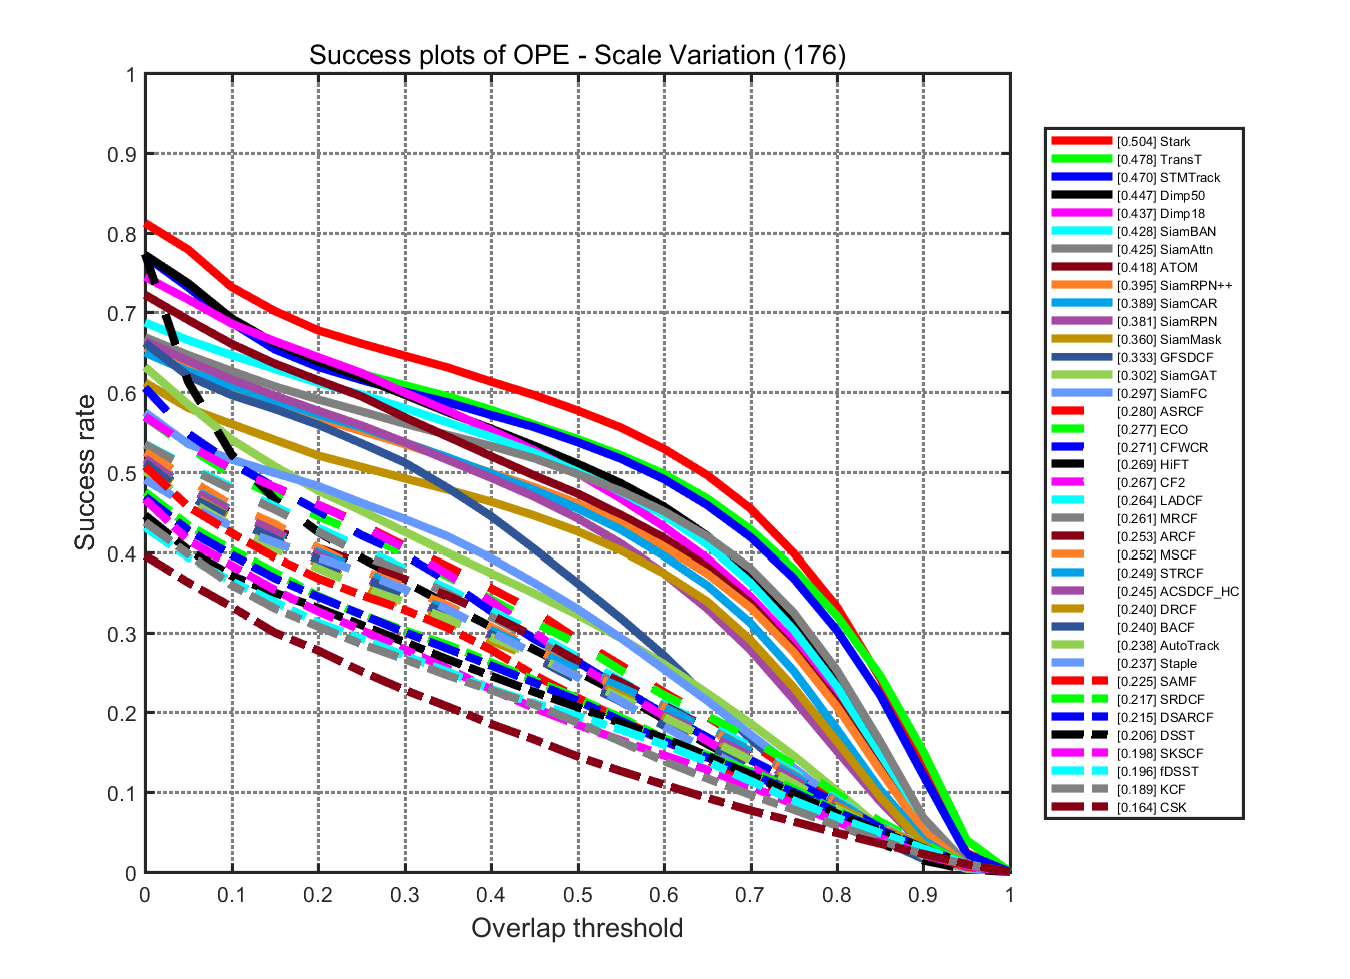 Success plots of OPE - Scale Variation (176)
1
0.9
0.8
0.7
0.6
0.5
0.4
0.3
0.2
0.1
0
Success rate
0 0.1 0.2 0.3 0.4 0.5 0.6 0.7 0.8 0.9 1
Overlap threshold
[0.504] Stark
[0.478] TransT
[0.470] STMTrack
[0.447] Dimp50
[0.437] Dimp18
[0.428] SiamBAN
[0.425] SiamAttn
[0.418] ATOM
[0.395] SiamRPN++
[0.389] SiamCAR
[0.381] SiamRPN
[0.360] SiamMask
[0.333] GFSDCF
[0.302] SiamGAT
[0.297] SiamFC
[0.280] ASRCF
[0.277] ECO
[0.271] CFWCR
[0.269] HiFT
[0.267] CF2
[0.264] LADCF
[0.261] MRCF
[0.253] ARCF
[0.252] MSCF
[0.249] STRCF
[0.245] ACSDCF_HC
[0.240] DRCF
[0.240] BACF
[0.238] AutoTrack
[0.237] Staple
[0.225] SAMF
[0.217] SRDCF
[0.215] DSARCF
[0.206] DSST
[0.198] SKSCF
[0.196] fDSST
[0.189] KCF
[0.164] CSK